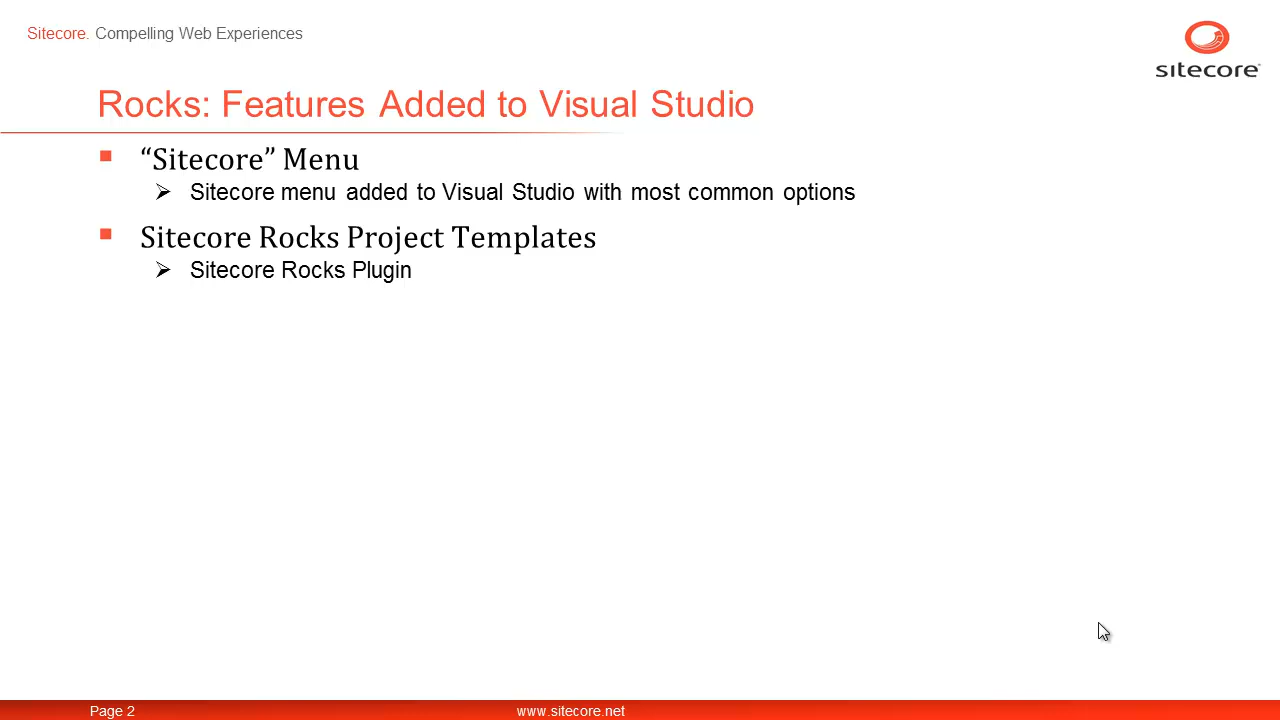 Sitecore. Compelling Web Experiences
sitecore
Rocks: Features Added to Visual Studio
“Sitecore” Menu
Sitecore menu added to Visual Studio with most common options
Sitecore Rocks Project Templates
Sitecore Rocks Plugin
Page 2
www.sitecore.net